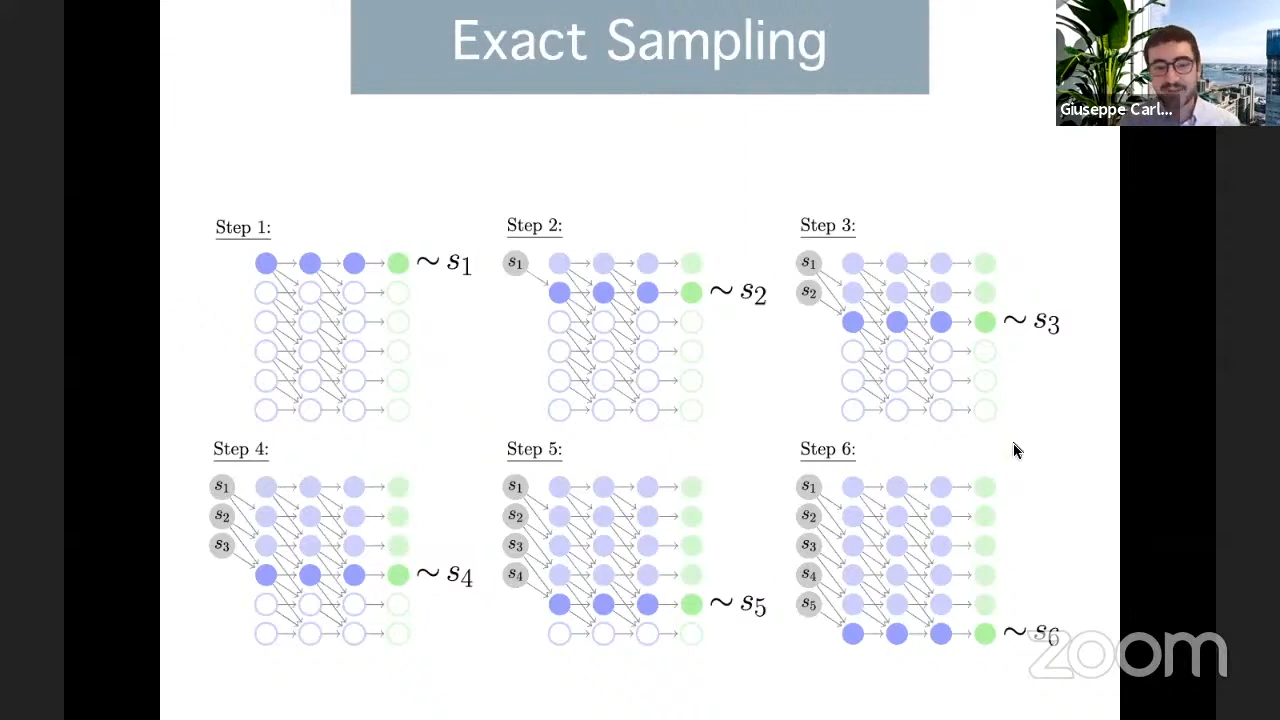 Exact Sampling
Giuseppe Carl...
Step 1:
~ s1
Step 2:
s1
~ s2
Step 3:
s1
s2
~ s3
Step 4:
s1
s2
s3
~ s4
Step 5:
s1
s2
s3
s4
~ s5
Step 6:
s1
s2
s3
s4
s5
~ s6
zoom